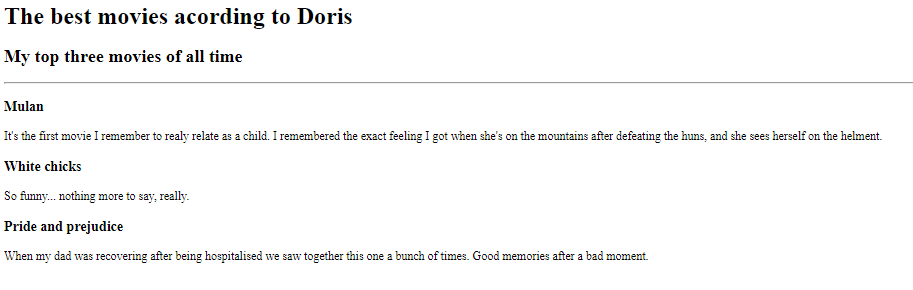 The best movies acording to Doris
My top three movies of all time
Mulan
It's the first movie I remember to realy relate as a child. I remembered the exact feeling I got when she's on the mountains after defeating the huns, and she sees herself on the helment.
White chicks
So funny... nothing more to say, really.
Pride and prejudice
When my dad was recovering after being hospitalised we saw together this one a bunch of times. Good memories after a bad moment.